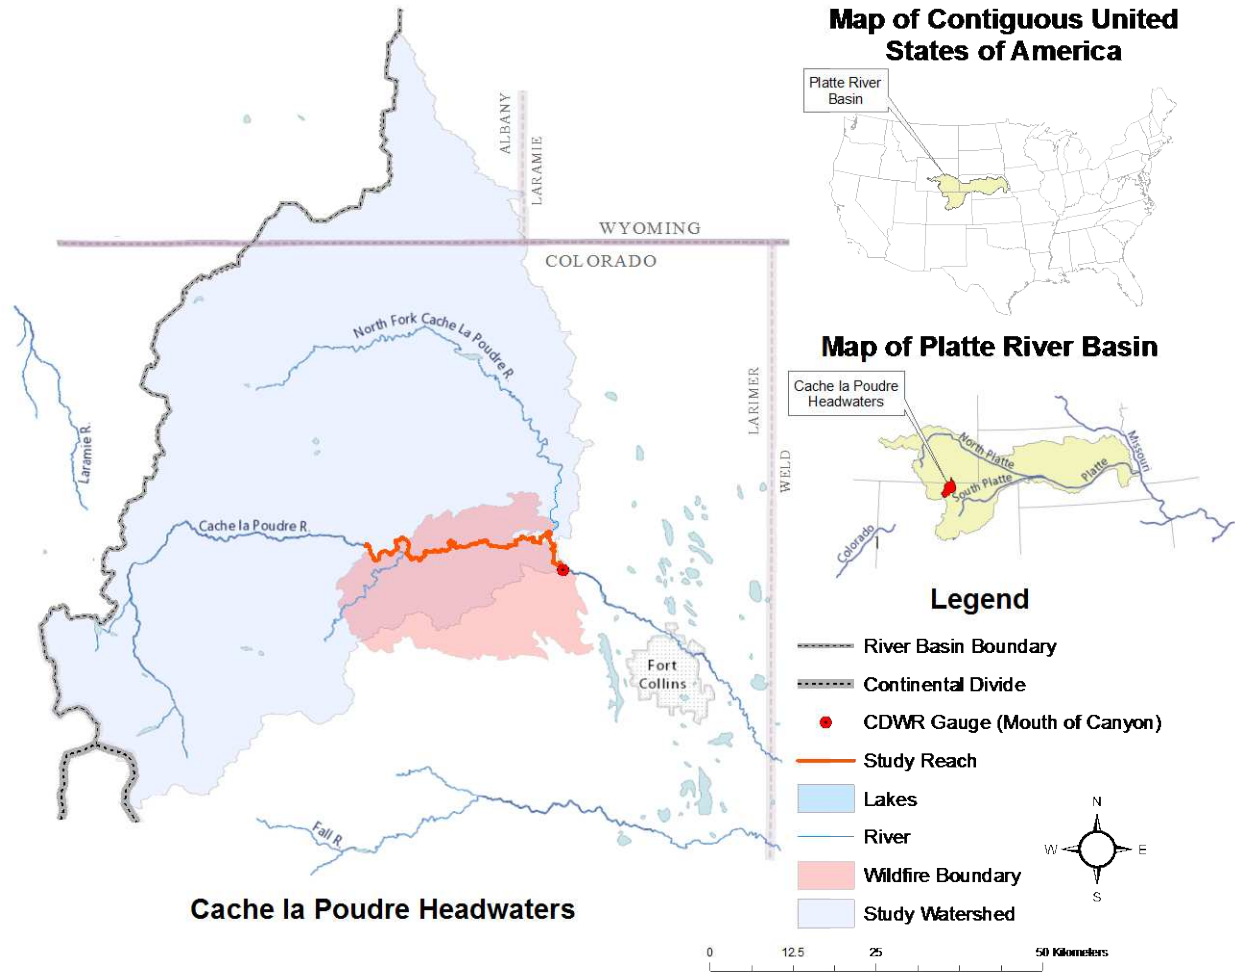 Map of Contiguous United
States of America
Platte River
Basin
ALBANY
LARAMIE
WYOMING
COLORADO
North Fork Cache La Poudre R.
Laramie R.
LARIMER
WELD
Cache la Poudre R.
Fort
Collins
Fall R.
Cache la Poudre Headwaters
Map of Platte River Basin
Cache la Poudre
Headwaters
North Platte
South Platte
Platte
Missouri
Colorado
Legend
River Basin Boundary
Continental Divide
CDWR Gauge (Mouth of Canyon)
Study Reach
Lakes
River
Wildfire Boundary
Study Watershed
N
W
E
S
0 12.5 25 50 Kilometers